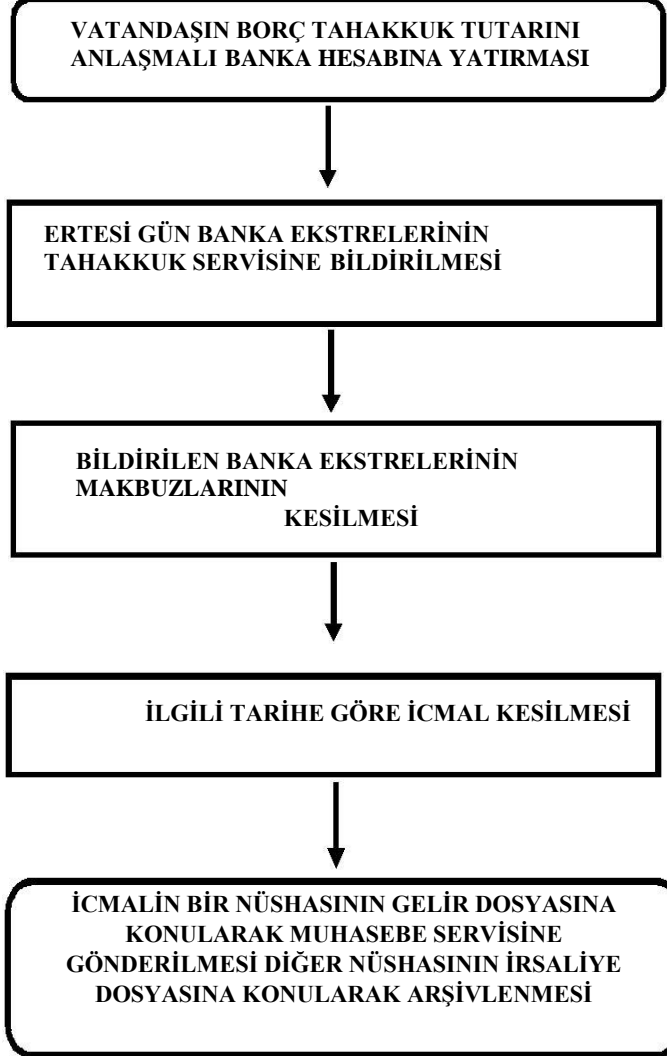 VATANDAŞIN BORÇ TAHAKKUK TUTARINI
ANLAŞMALI BANKA HESABINA YATIRMASI
ERTESİ GÜN BANKA EKSTRELERİNİN
TAHAKKUK SERVİSİNE BİLDİRİLMESİ
BİLDİRİLEN BANKA EKSTRELERİNİN
MAKBUZLARININ
KESİLMESİ
İLGİLİ TARİHE GÖRE İCMAL KESİLMESİ
İCMALİN BİR NÜSHASININ GELİR DOSYASINA
KONULARAK MUHASEBE SERVİSİNE
GÖNDERİLMESİ DİĞER NÜSHASININ İRSALİYE
DOSYASINA KONULARAK ARŞİVLENMESİ